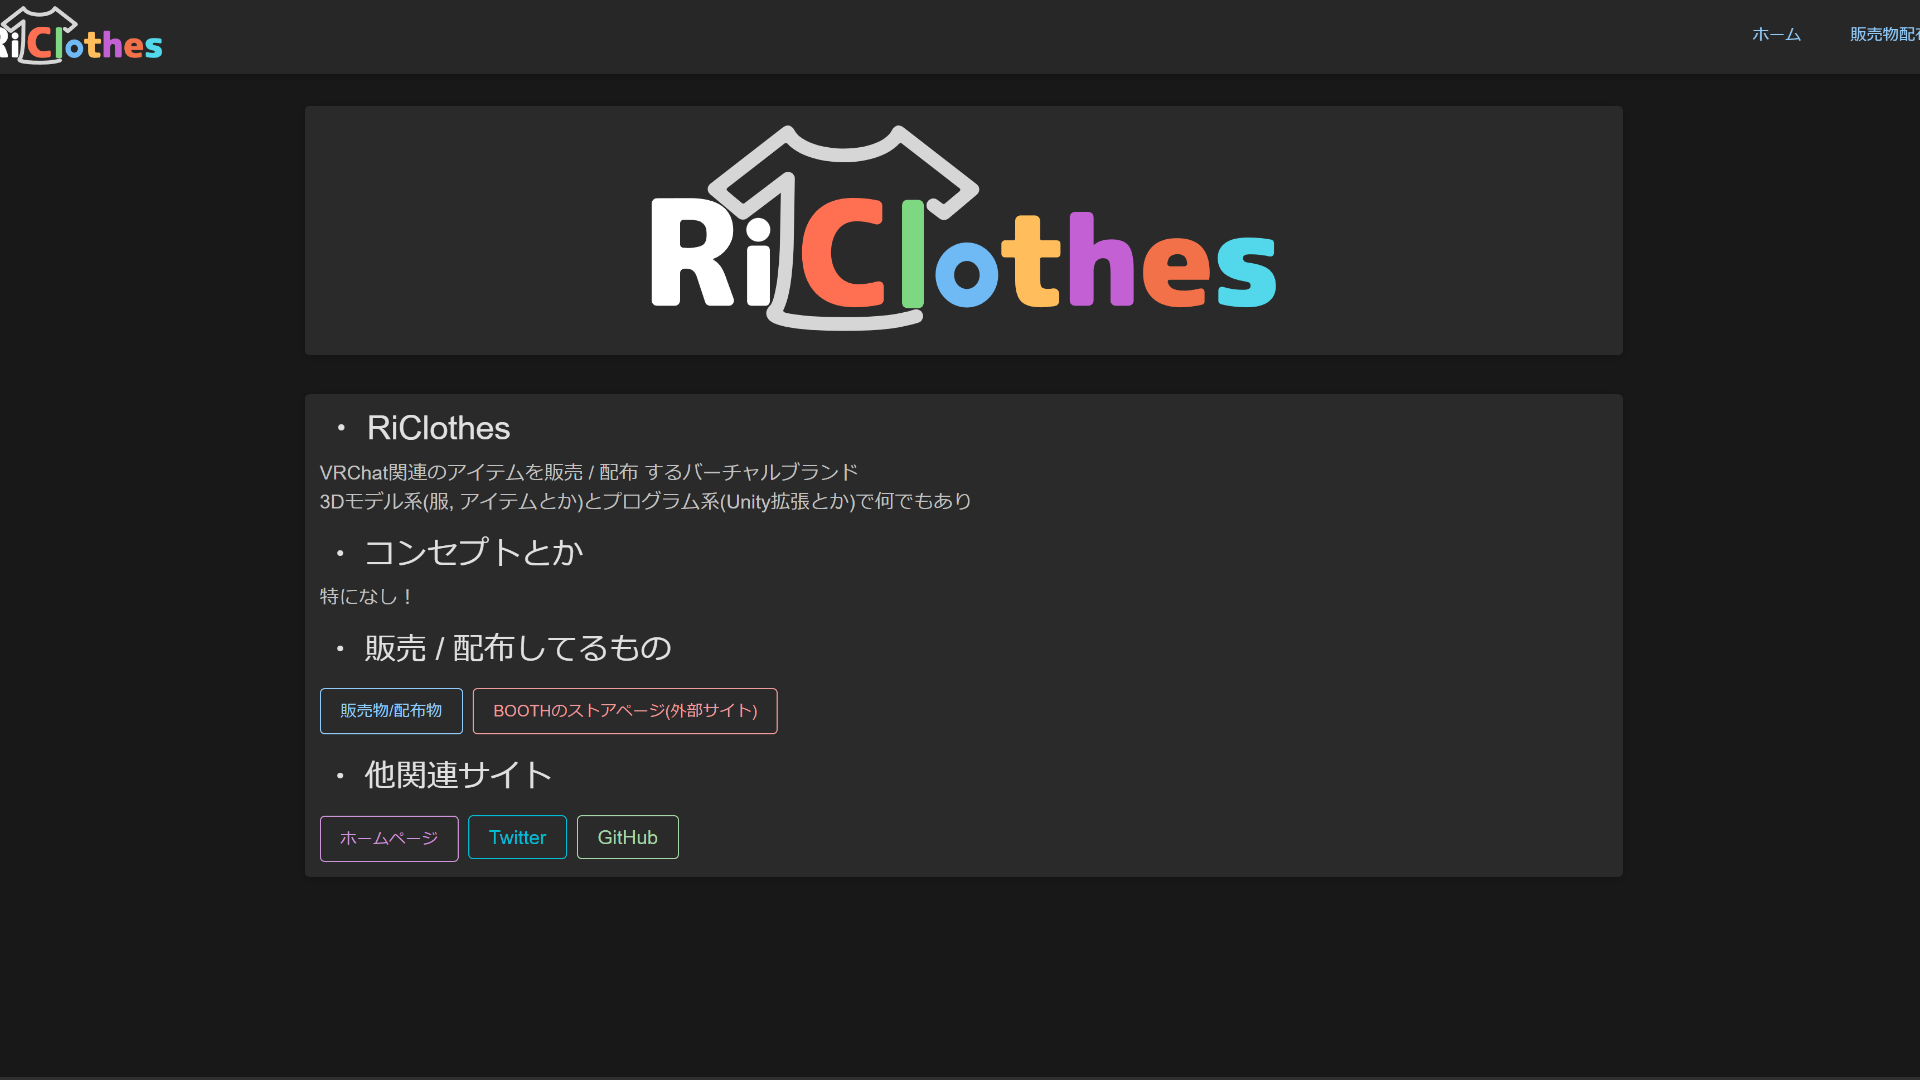 RiClothes
ホーム
販売物配布
RiClothes
・ RiClothes
VRChat関連のアイテムを販売 / 配布 するバーチャルブランド
3Dモデル系(服, アイテムとか)とプログラム系(Unity拡張とか)で何でもあり
・ コンセプトとか
特になし！
・ 販売 / 配布してるもの
販売物/配布物
BOOTHのストアページ(外部サイト)
・ 他関連サイト
ホームページ
Twitter
GitHub